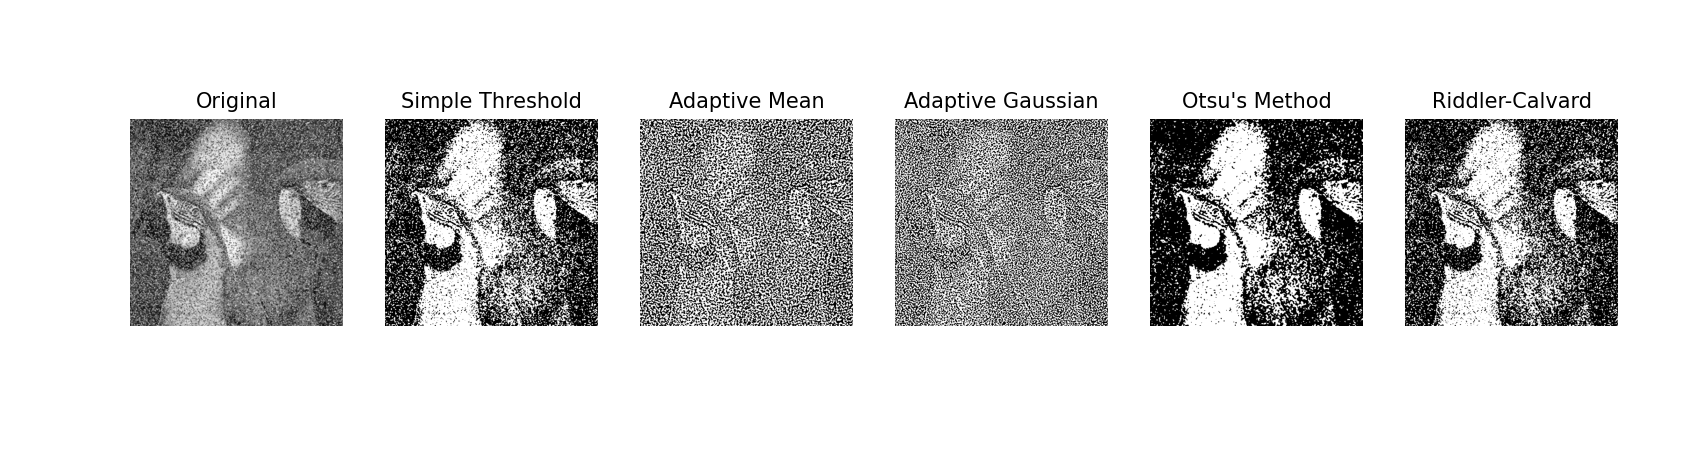 Original
Simple Threshold
Adaptive Mean
Adaptive Gaussian
Otsu's Method
Riddler-Calvard